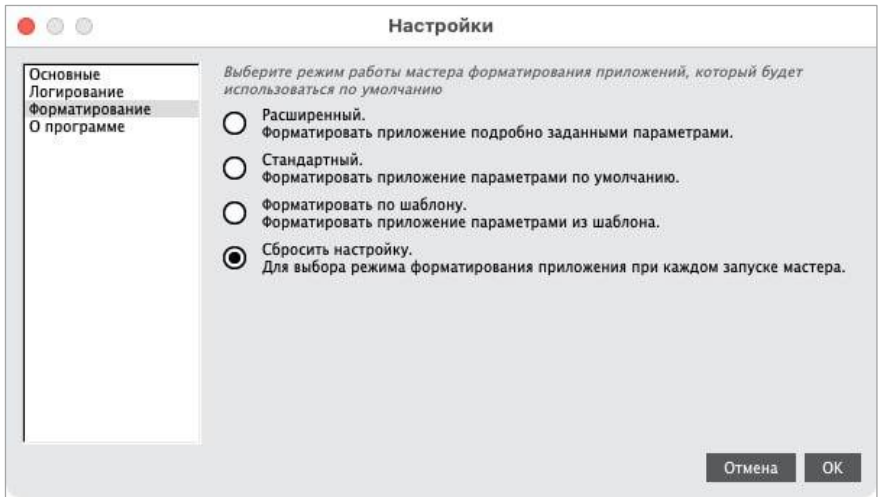 Настройки
Основные
Логирование
Форматирование
О программе
Выберите режим работы мастера форматирования приложений, который будет
использоваться по умолчанию
Расширенный.
Форматировать приложение подробно заданными параметрами.
Стандартный.
Форматировать приложение параметрами по умолчанию.
Форматировать по шаблону.
Форматировать приложение параметрами из шаблона.
Сбросить настройку.
Для выбора режима форматирования приложения при каждом запуске мастера.
Отмена
OK